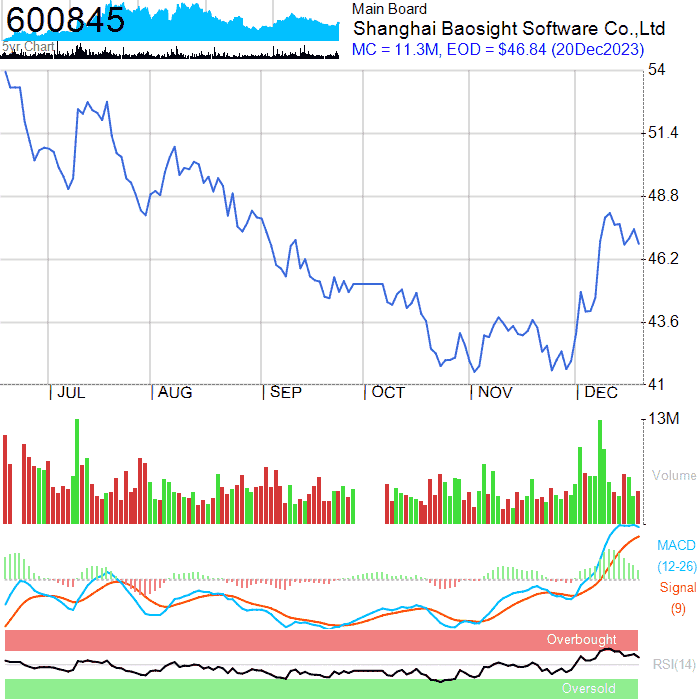 600845
5yr Chart
Main Board
Shanghai Baosight Software Co.,Ltd
MC = 11.3M, EOD = $46.84 (20Dec2023)
54
51.4
48.8
46.2
43.6
41
JUL AUG SEP OCT NOV DEC
13M
Volume
MACD
(12-26)
Signal
(9)
Overbought
RSI(14)
Oversold